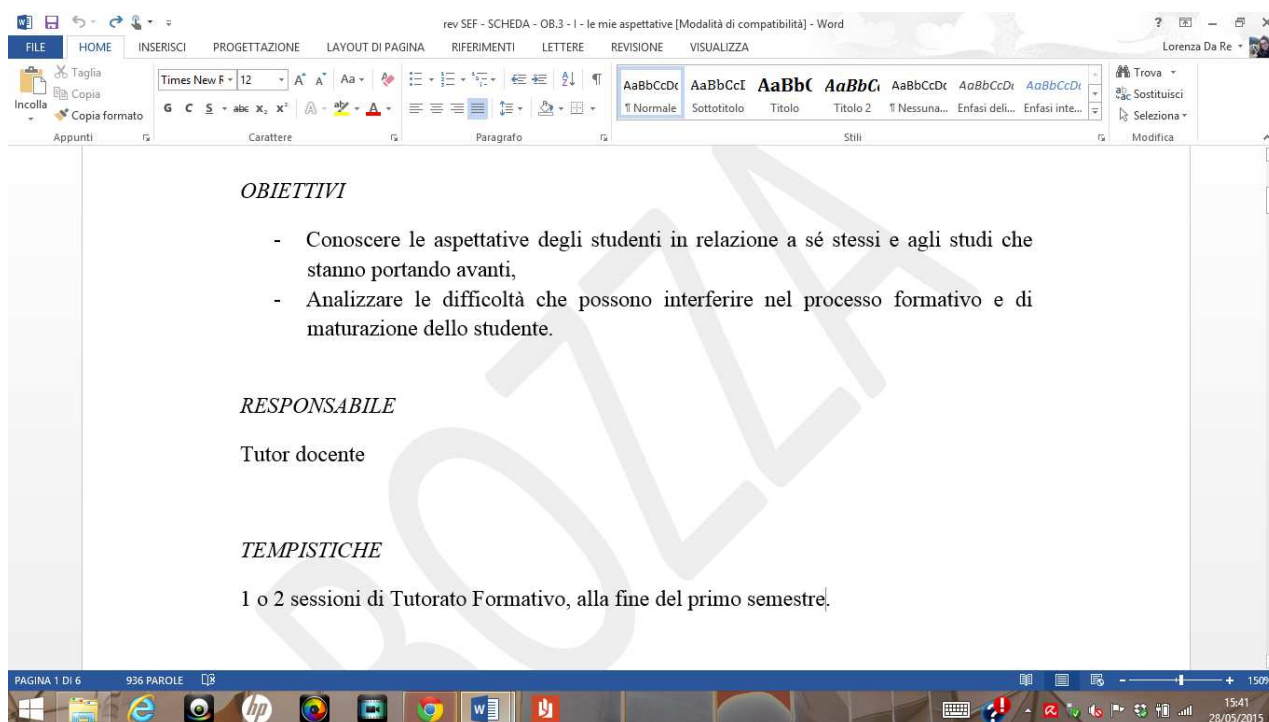 rev SEF - SCHEDA - OB.3 - I - le mie aspettative [Modalità di compatibilità] - Word
FILE HOME INSERISCI PROGETTAZIONE LAYOUT DI PAGINA RIFERIMENTI LETTERE REVISIONE VISUALIZZA Lorenza Da Re
Taglia
Copia
Incolla
Copia formato
Times New R 12
G C S abc x₂ x²
AaBbCcDc AaBbCcI AaBb( AaBbC AaBbCcDc AaBbCcDc AaBbCcDc
¶ Normale Sottotitolo Titolo Titolo 2 ¶ Nessuna... Enfasi deli... Enfasi inte...
Trova
Sostituisci
Seleziona
Appunti Carattere Paragrafo Stili Modifica
OBIETTIVI
- Conoscere le aspettative degli studenti in relazione a sé stessi e agli studi che
stanno portando avanti,
- Analizzare le difficoltà che possono interferire nel processo formativo e di
maturazione dello studente.
RESPONSABILE
Tutor docente
TEMPISTICHE
1 o 2 sessioni di Tutorato Formativo, alla fine del primo semestre.
BOZZA
PAGINA 1 DI 6 936 PAROLE 150%
15:41
28/05/2015